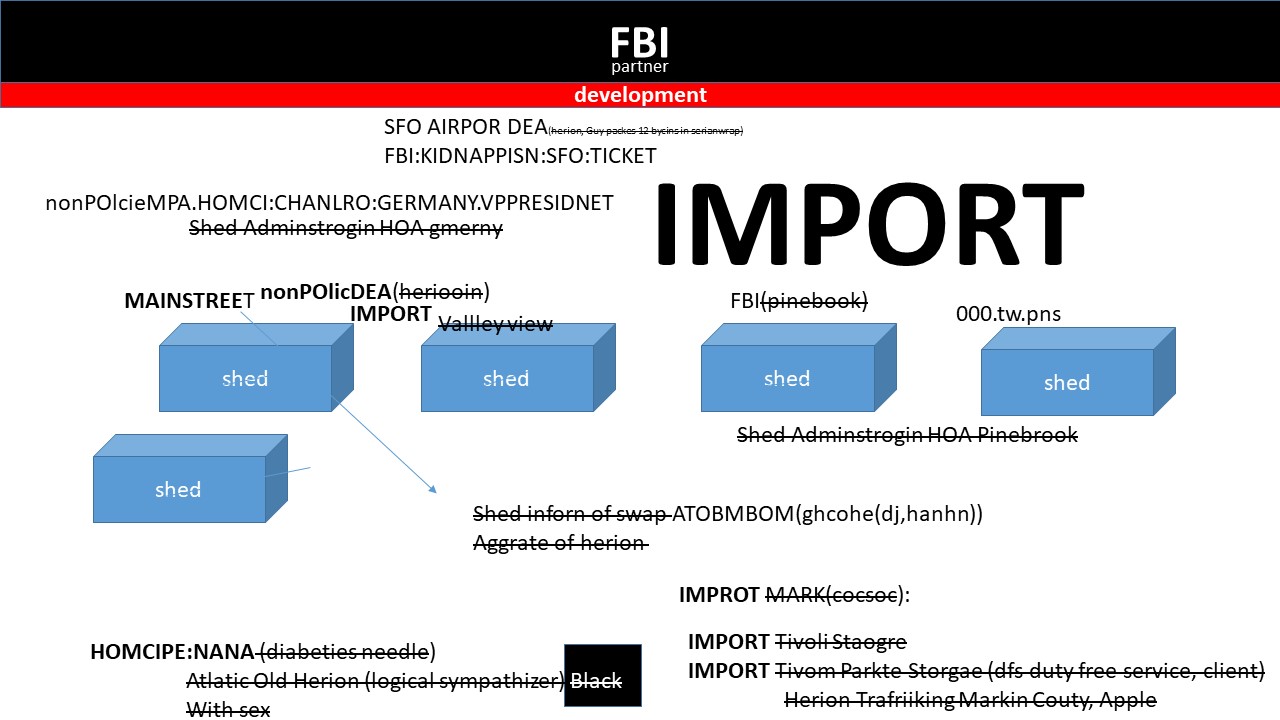 FBI
partner
development
SFO AIRPOR DEA(herion, Guy packes 12 bycins in serianwrap)
FBI:KIDNAPPISN:SFO:TICKET
nonPOlcieMPA.HOMCI:CHANLRO:GERMANY.VPPRESIDNET
Shed Adminstrogin HOA gmerny
IMPORT
MAINSTREET nonPOlicDEA(heriooin)
IMPORT Vallley view
FBI(pinebook)
000.tw.pns
shed
shed
shed
shed
Shed Adminstrogin HOA Pinebrook
shed
Shed inforn of swap ATOBMBOM(ghcohe(dj,hanhn))
Aggrate of herion
IMPROT MARK(cocsoc):
IMPORT Tivoli Staogre
IMPORT Tivom Parkte Storgae (dfs duty free service, client)
Herion Trafriiking Markin Couty, Apple
HOMCIPE:NANA (diabeties needle)
Atlatic Old Herion (logical sympathizer) Black
With sex